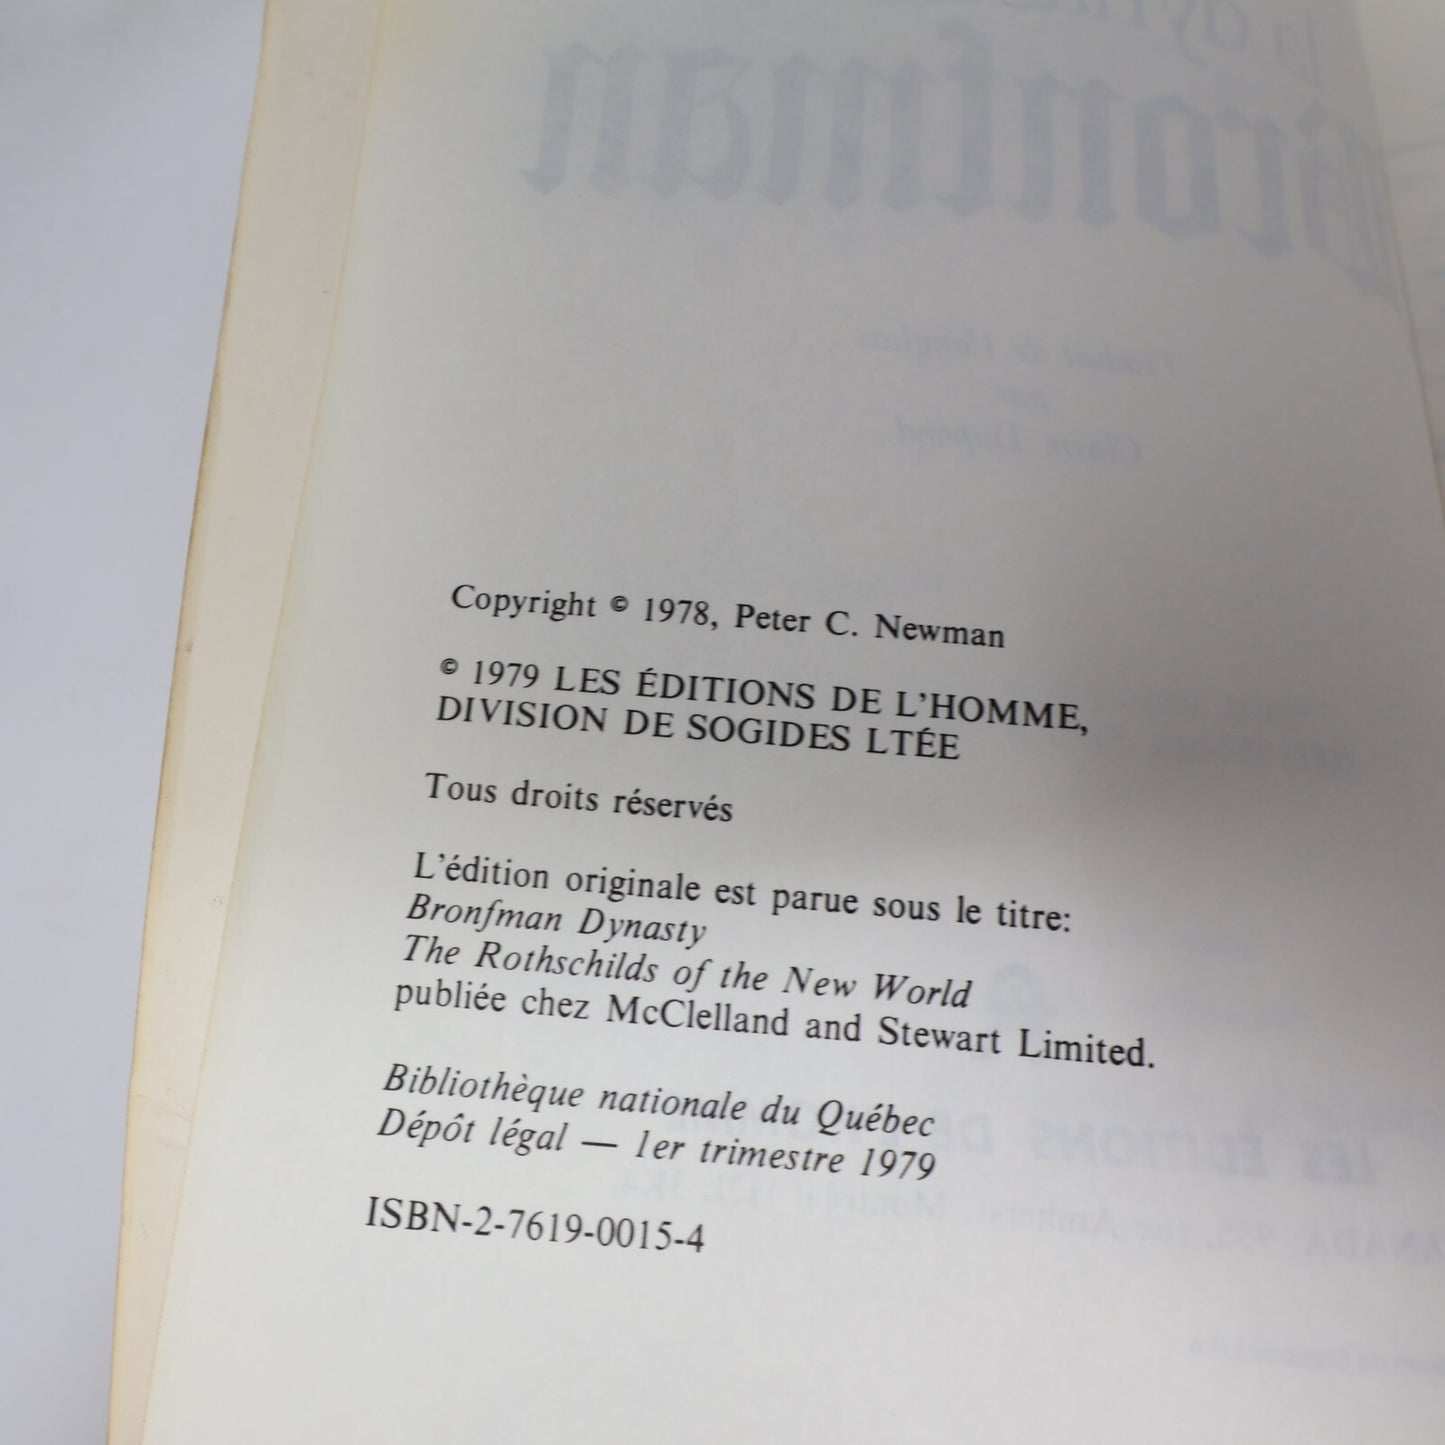 Copyright © 1978, Peter C. Newman
© 1979 LES ÉDITIONS DE L'HOMME,
DIVISION DE SOGIDES LTÉE
Tous droits réservés
L'édition originale est parue sous le titre:
Bronfman Dynasty
The Rothschilds of the New World
publiée chez McClelland and Stewart Limited.
Bibliothèque nationale du Québec
Dépôt légal — 1er trimestre 1979
ISBN-2-7619-0015-4